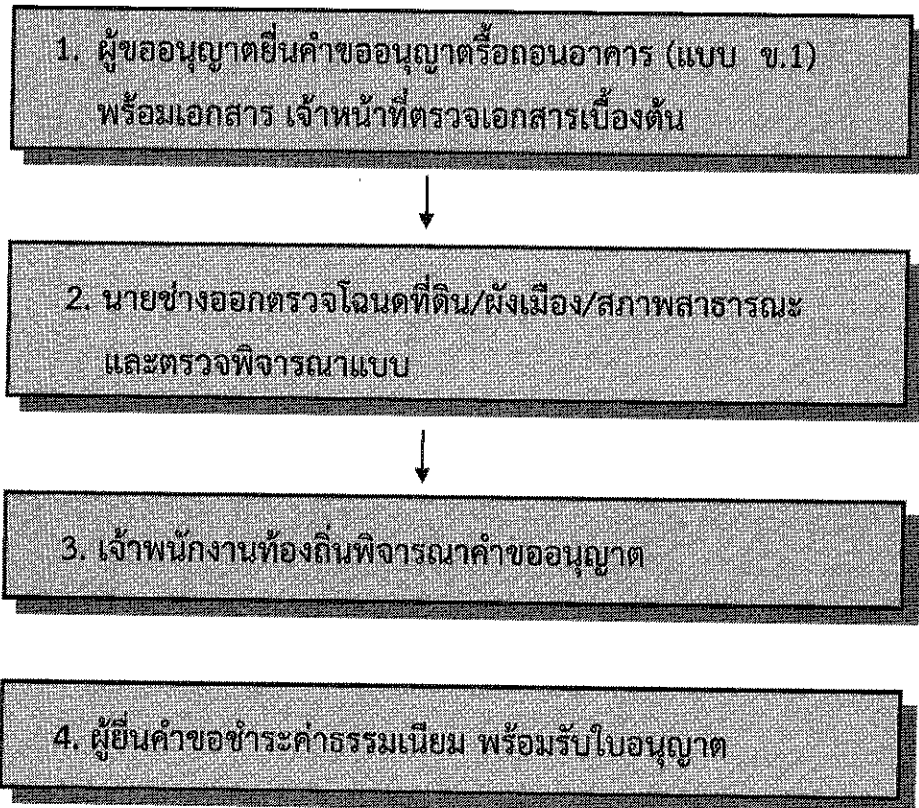 1. ผู้ขออนุญาตยื่นคำขออนุญาตรื้อถอนอาคาร (แบบ ข.1)
พร้อมเอกสาร เจ้าหน้าที่ตรวจเอกสารเบื้องต้น
2. นายช่างออกตรวจโฉนดที่ดิน/ผังเมือง/สภาพสาธารณะ
และตรวจพิจารณาแบบ
3. เจ้าพนักงานท้องถิ่นพิจารณาคำขออนุญาต
4. ผู้ยื่นคำขอชำระค่าธรรมเนียม พร้อมรับใบอนุญาต